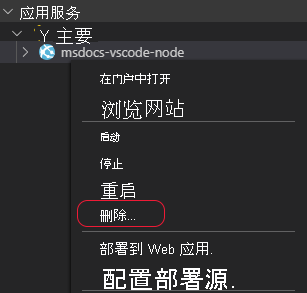 应用服务
Y 主要
msdocs-vscode-node
在门户中打开
浏览网站
启动
停止
重启
删除...
部署到 Web 应用.
配置部署源.